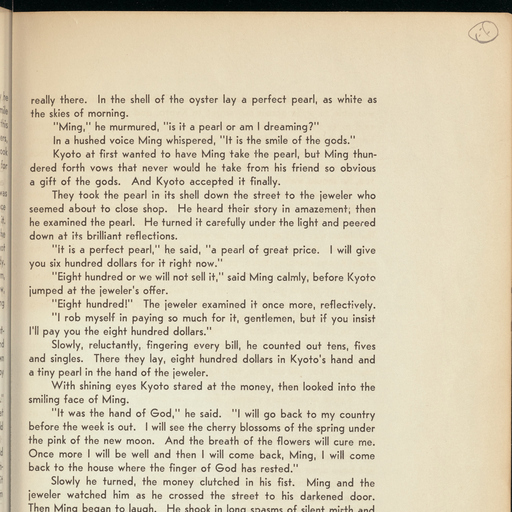 really there. In the shell of the oyster lay a perfect pearl, as white as
the skies of morning.
"Ming," he murmured, "is it a pearl or am I dreaming?"
In a hushed voice Ming whispered, "It is the smile of the gods."
Kyoto at first wanted to have Ming take the pearl, but Ming thun-
dered forth vows that never would he take from his friend so obvious
a gift of the gods. And Kyoto accepted it finally.
They took the pearl in its shell down the street to the jeweler who
seemed about to close shop. He heard their story in amazement; then
he examined the pearl. He turned it carefully under the light and peered
down at its brilliant reflections.
"It is a perfect pearl," he said, "a pearl of great price. I will give
you six hundred dollars for it right now."
"Eight hundred or we will not sell it," said Ming calmly, before Kyoto
jumped at the jeweler's offer.
"Eight hundred!" The jeweler examined it once more, reflectively.
"I rob myself in paying so much for it, gentlemen, but if you insist
I'll pay you the eight hundred dollars."
Slowly, reluctantly, fingering every bill, he counted out tens, fives
and singles. There they lay, eight hundred dollars in Kyoto's hand and
a tiny pearl in the hand of the jeweler.
With shining eyes Kyoto stared at the money, then looked into the
smiling face of Ming.
"It was the hand of God," he said. "I will go back to my country
before the week is out. I will see the cherry blossoms of the spring under
the pink of the new moon. And the breath of the flowers will cure me.
Once more I will be well and then I will come back, Ming, I will come
back to the house where the finger of God has rested."
Slowly he turned, the money clutched in his fist. Ming and the
jeweler watched him as he crossed the street to his darkened door.
Then Ming began to laugh. He shook in long spasms of silent mirth and